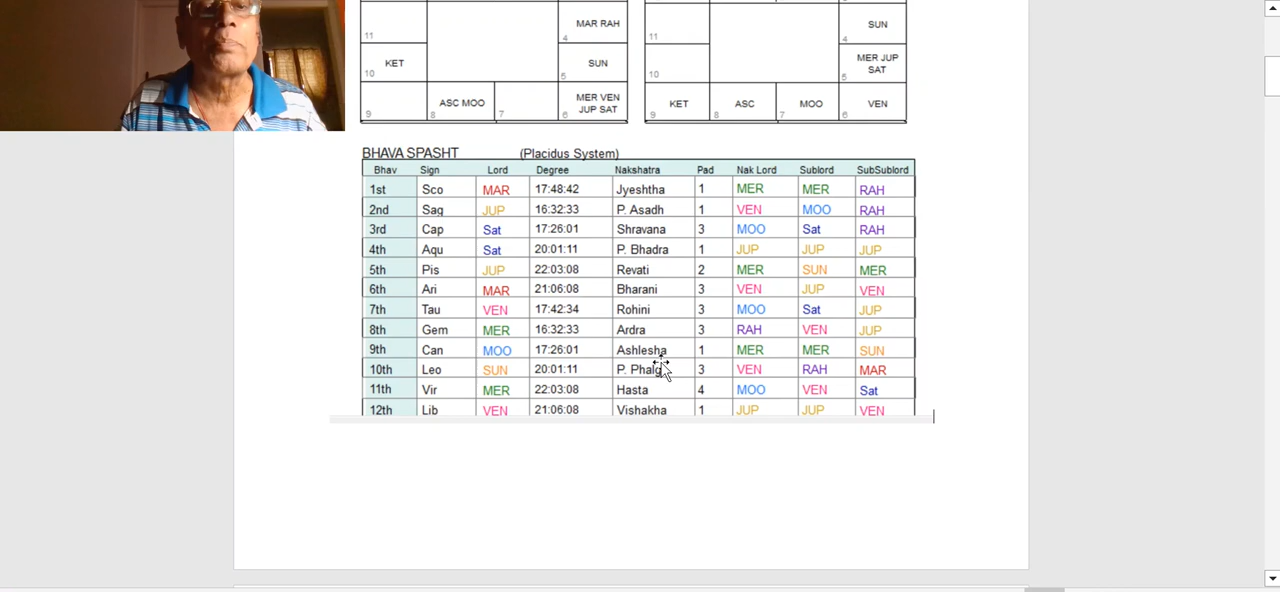 MAR RAH
11
4
KET
SUN
10
5
ASC MOO
MER VEN
JUP SAT
9
8
7
6
SUN
11
4
MER JUP
SAT
10
5
KET
ASC
MOO
VEN
9
8
7
6
BHAVA SPASHT (Placidus System)
Bhav Sign Lord Degree Nakshatra Pad Nak Lord Sublord SubSublord
1st Sco MAR 17:48:42 Jyeshtha 1 MER MER RAH
2nd Sag JUP 16:32:33 P. Asadh 1 VEN MOO RAH
3rd Cap Sat 17:26:01 Shravana 3 MOO Sat RAH
4th Aqu Sat 20:01:11 P. Bhadra 1 JUP JUP JUP
5th Pis JUP 22:03:08 Revati 2 MER SUN MER
6th Ari MAR 21:06:08 Bharani 3 VEN JUP VEN
7th Tau VEN 17:42:34 Rohini 3 MOO Sat JUP
8th Gem MER 16:32:33 Ardra 3 RAH VEN JUP
9th Can MOO 17:26:01 Ashlesha 1 MER MER SUN
10th Leo SUN 20:01:11 P. Phalg 3 VEN RAH MAR
11th Vir MER 22:03:08 Hasta 4 MOO VEN Sat
12th Lib VEN 21:06:08 Vishakha 1 JUP JUP VEN